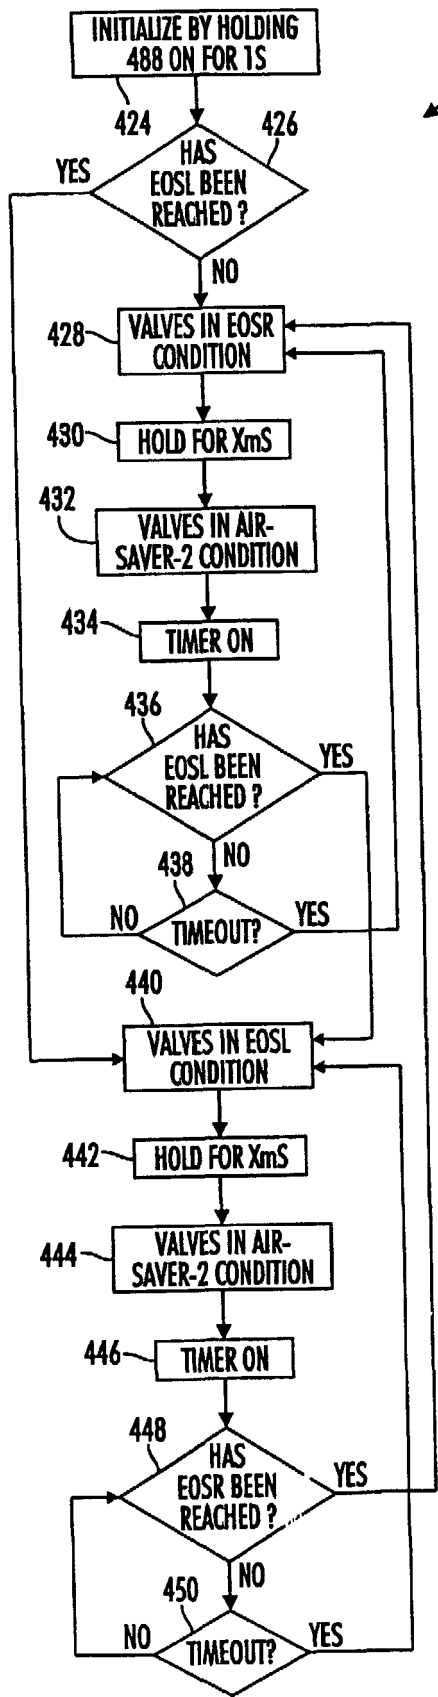 INITIALIZE BY HOLDING
488 ON FOR 1S
424
426
HAS
EOSL BEEN
REACHED ?
YES
NO
428
VALVES IN EOSR
CONDITION
430
HOLD FOR XmS
432
VALVES IN AIR-
SAVER-2 CONDITION
434
TIMER ON
436
HAS
EOSL BEEN
REACHED ?
YES
NO
438
TIMEOUT?
NO
YES
440
VALVES IN EOSL
CONDITION
442
HOLD FOR XmS
444
VALVES IN AIR-
SAVER-2 CONDITION
446
TIMER ON
448
HAS
EOSR BEEN
REACHED ?
YES
NO
450
TIMEOUT?
NO
YES